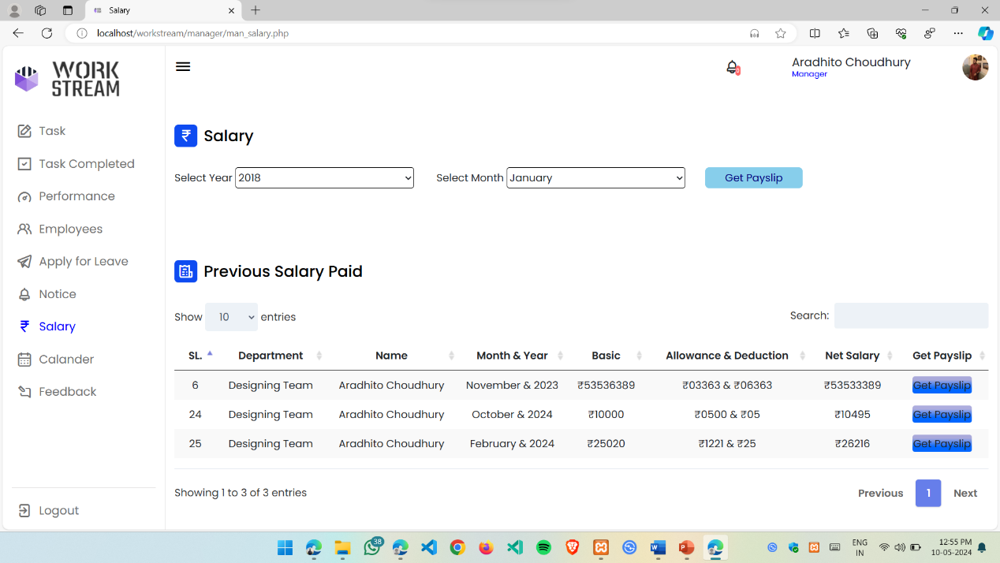 Salary
localhost/workstream/manager/man_salary.php
WORK
STREAM
Aradhito Choudhury
Manager
Task
Task Completed
Performance
Employees
Apply for Leave
Notice
Salary
Calander
Feedback
Logout
Salary
Select Year 2018 Select Month January Get Payslip
Previous Salary Paid
Show 10 entries Search:
SL. Department Name Month & Year Basic Allowance & Deduction Net Salary Get Payslip
6 Designing Team Aradhito Choudhury November & 2023 ₹53536389 ₹03363 & ₹06363 ₹53533389 Get Payslip
24 Designing Team Aradhito Choudhury October & 2024 ₹10000 ₹0500 & ₹05 ₹10495 Get Payslip
25 Designing Team Aradhito Choudhury February & 2024 ₹25020 ₹1221 & ₹25 ₹26216 Get Payslip
Showing 1 to 3 of 3 entries Previous 1 Next
38
ENG
IN
12:55 PM
10-05-2024